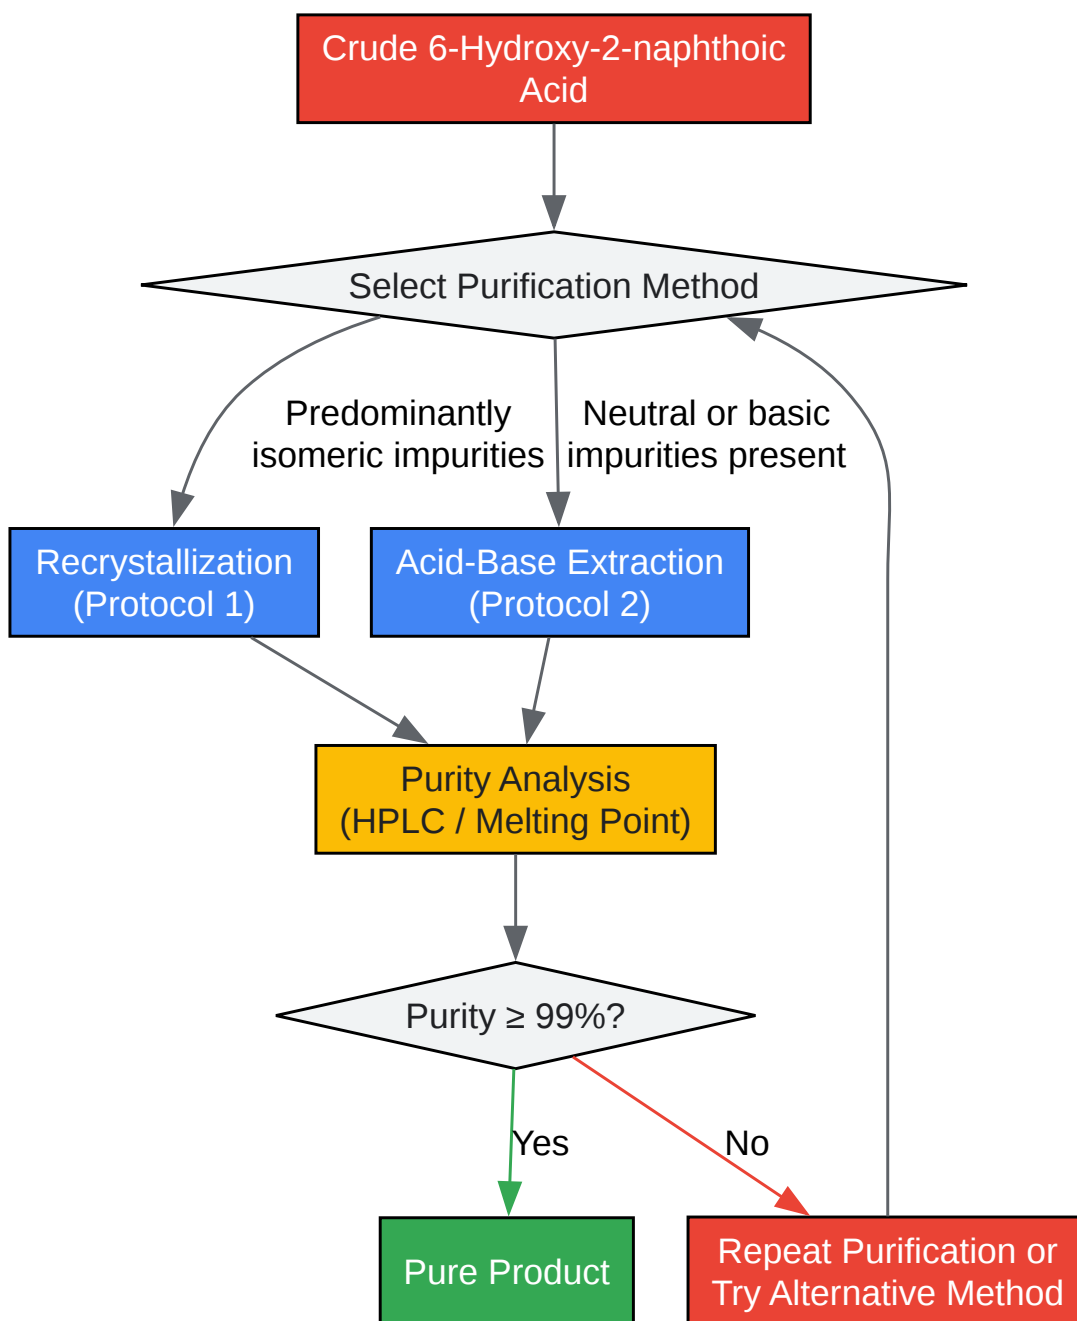 Crude 6-Hydroxy-2-naphthoic
Acid
Select Purification Method
Predominantly
isomeric impurities
Neutral or basic
impurities present
Recrystallization
(Protocol 1)
Acid-Base Extraction
(Protocol 2)
Purity Analysis
(HPLC / Melting Point)
Purity ≥ 99%?
Yes
No
Pure Product
Repeat Purification or
Try Alternative Method